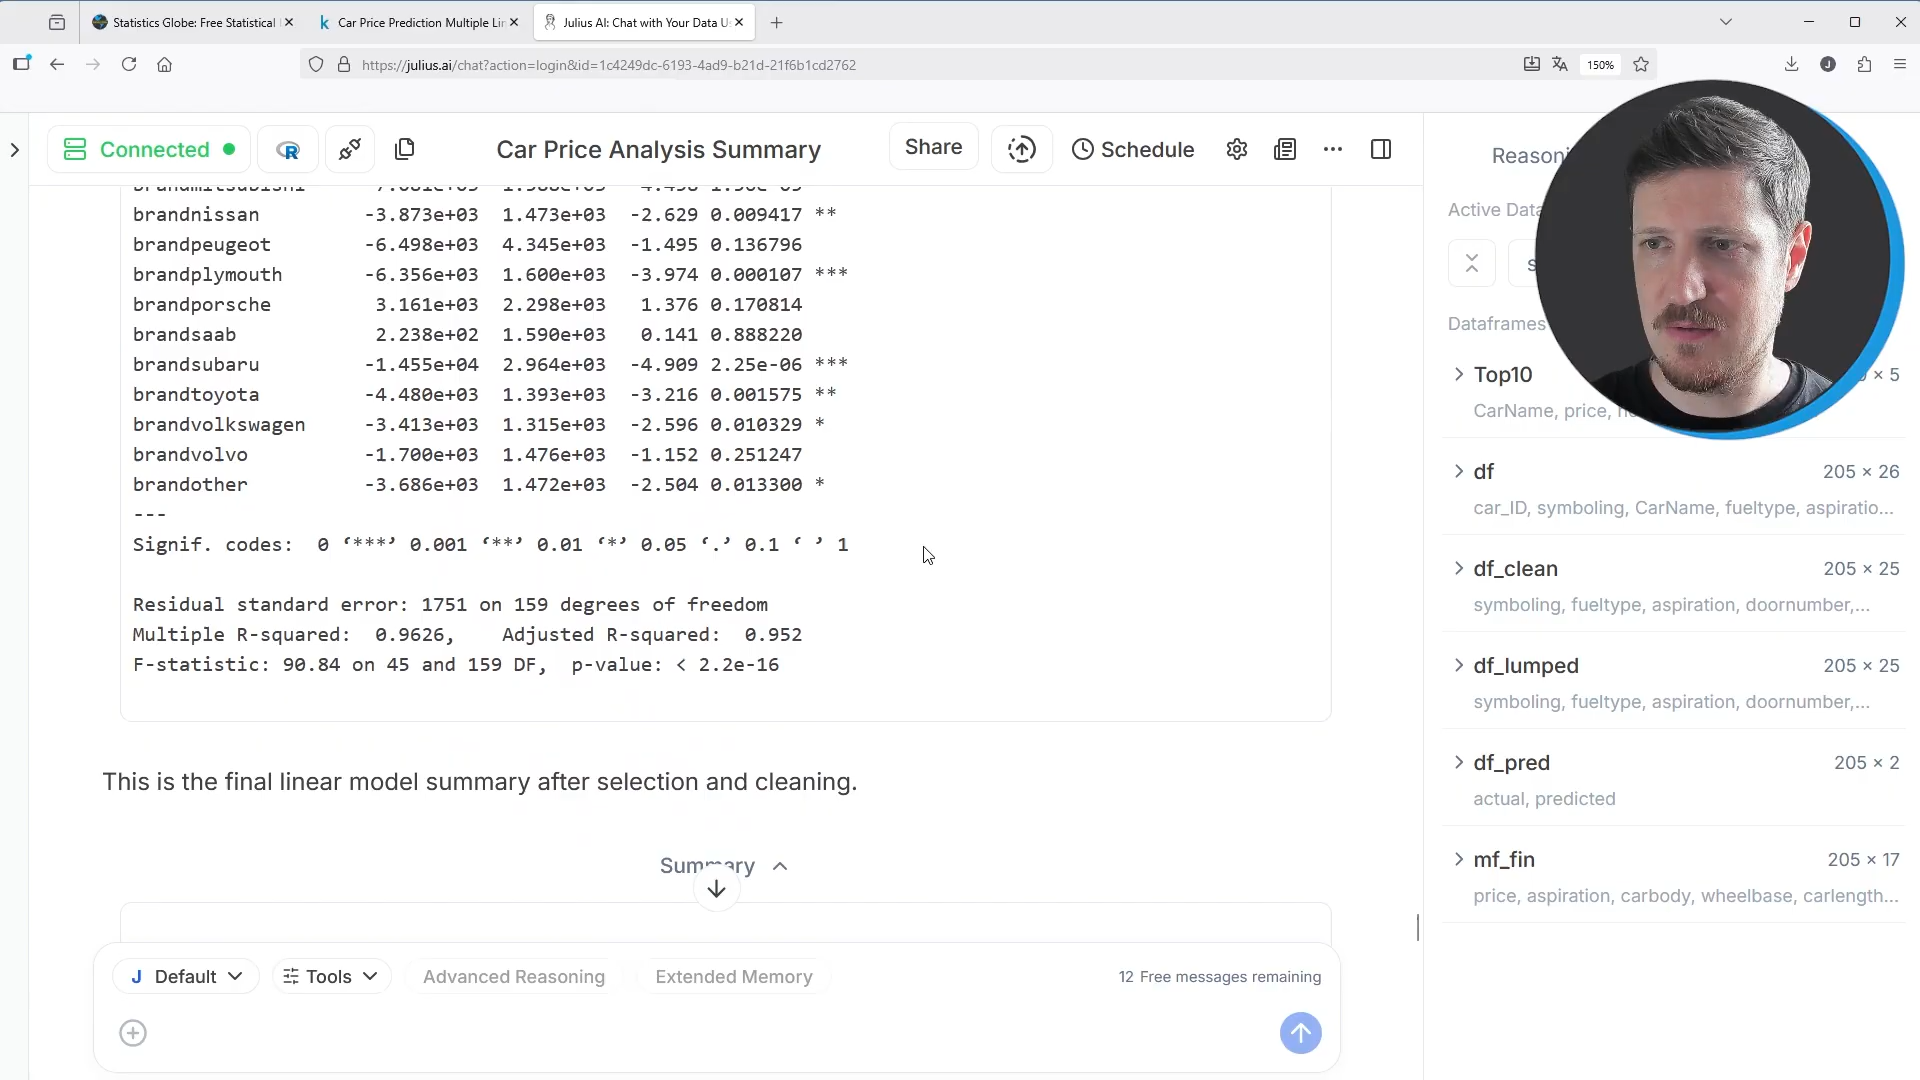 Statistics Globe: Free Statistical
Car Price Prediction Multiple Lin
Julius AI: Chat with Your Data U
https://julius.ai/chat?action=login&id=1c4249dc-6193-4ad9-b21d-21f6b1cd2762
150%
Connected
Car Price Analysis Summary
Share
Schedule
brandnissan -3.873e+03 1.473e+03 -2.629 0.009417 **
brandpeugeot -6.498e+03 4.345e+03 -1.495 0.136796
brandplymouth -6.356e+03 1.600e+03 -3.974 0.000107 ***
brandporsche 3.161e+03 2.298e+03 1.376 0.170814
brandsaab 2.238e+02 1.590e+03 0.141 0.888220
brandsubaru -1.455e+04 2.964e+03 -4.909 2.25e-06 ***
brandtoyota -4.480e+03 1.393e+03 -3.216 0.001575 **
brandvolkswagen -3.413e+03 1.315e+03 -2.596 0.010329 *
brandvolvo -1.700e+03 1.476e+03 -1.152 0.251247
brandother -3.686e+03 1.472e+03 -2.504 0.013300 *
---
Signif. codes: 0 ‘***’ 0.001 ‘**’ 0.01 ‘*’ 0.05 ‘.’ 0.1 ‘ ’ 1
Residual standard error: 1751 on 159 degrees of freedom
Multiple R-squared: 0.9626, Adjusted R-squared: 0.952
F-statistic: 90.84 on 45 and 159 DF, p-value: < 2.2e-16
This is the final linear model summary after selection and cleaning.
Summary
J Default
Tools
Advanced Reasoning
Extended Memory
12 Free messages remaining
Reasoni
Active Data
Dataframes
Top10 × 5
CarName, price,
df 205 × 26
car_ID, symboling, CarName, fueltype, aspiratio...
df_clean 205 × 25
symboling, fueltype, aspiration, doornumber,...
df_lumped 205 × 25
symboling, fueltype, aspiration, doornumber,...
df_pred 205 × 2
actual, predicted
mf_fin 205 × 17
price, aspiration, carbody, wheelbase, carlength...